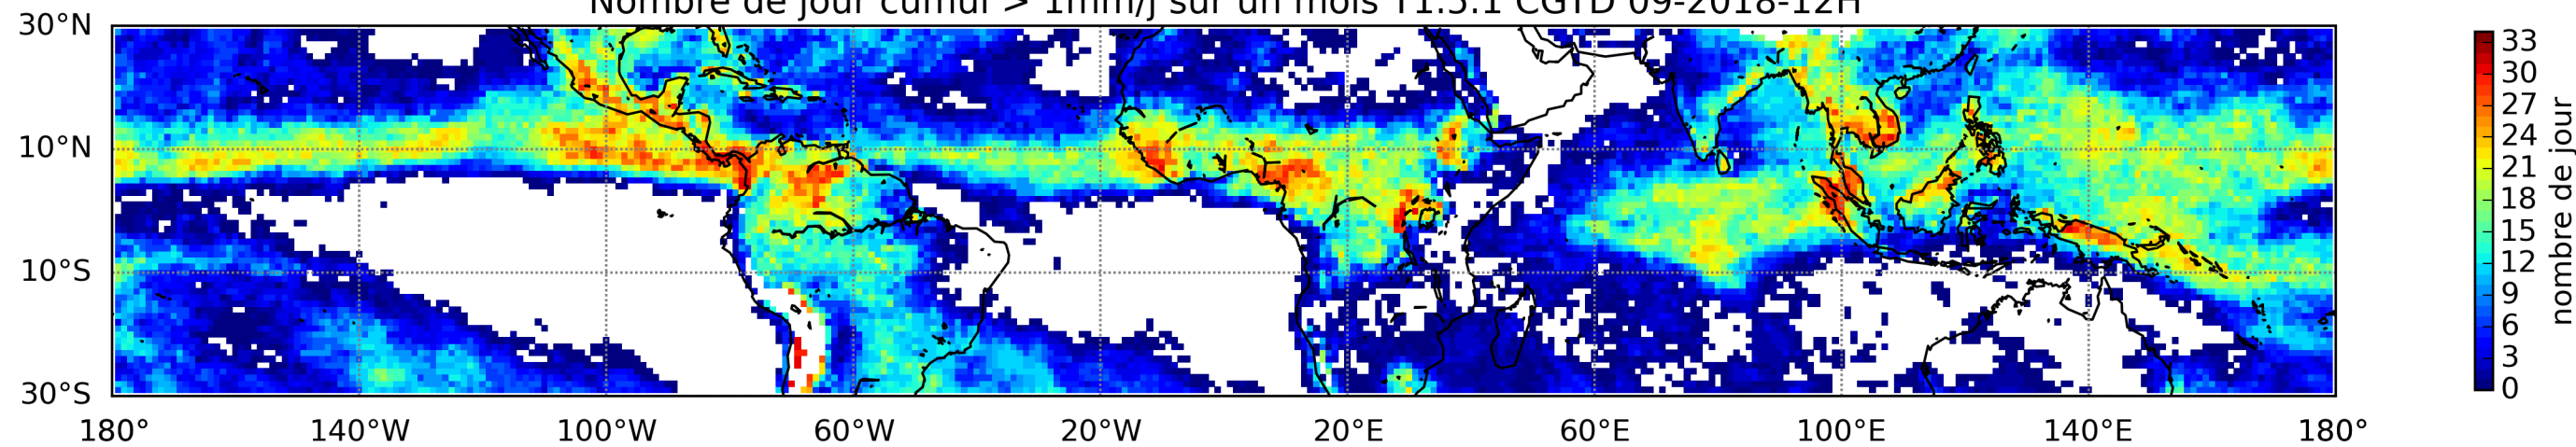 Nombre de jour cumul > 1mm/j sur un mois T1.5.1 CGTD 09-2018-12H
30°N
10°N
10°S
30°S
180°
140°W
100°W
60°W
20°W
20°E
60°E
100°E
140°E
180°
33
30
27
24
21
18
15
12
9
6
3
0
nombre de jour